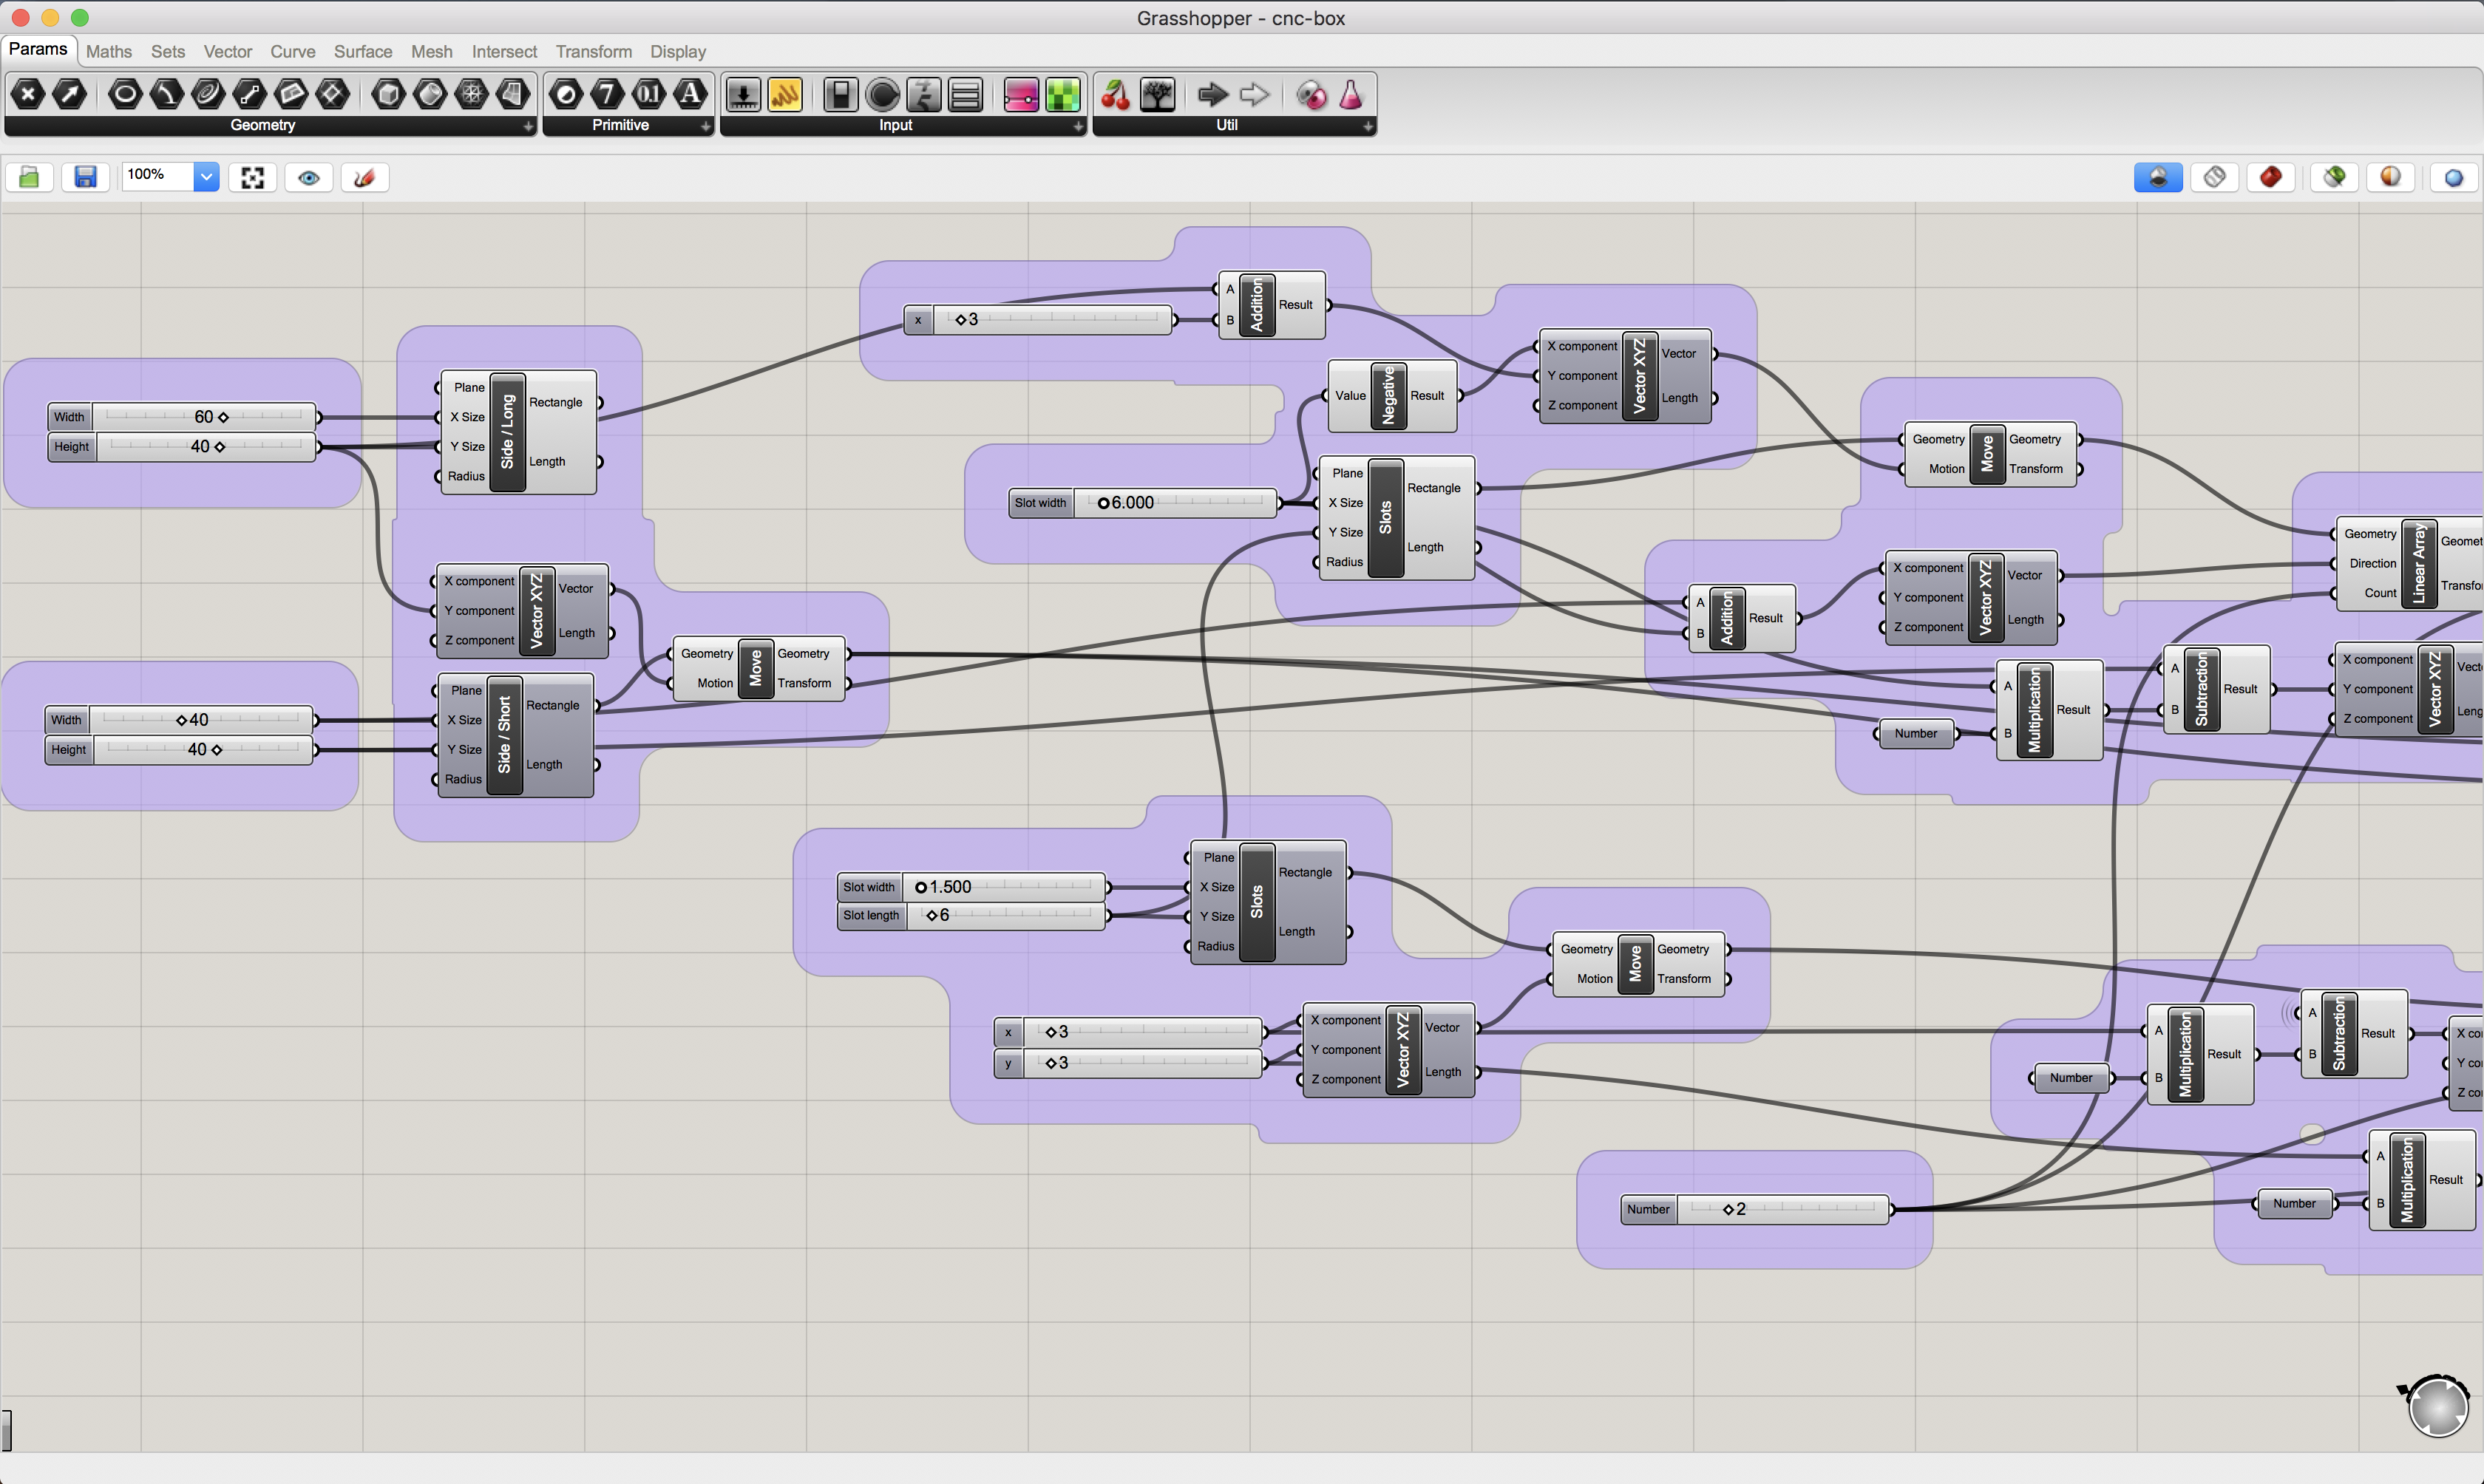 Grasshopper - cnc-box
Params Maths Sets Vector Curve Surface Mesh Intersect Transform Display
7 0.1 A
Geometry Primitive Input Util
100%
x 3
A B Addition Result
Value Negative Result
X component Y component Z component Vector XYZ Vector Length
Width 60
Height 40
Plane X Size Y Size Radius Side / Long Rectangle Length
Slot width 6.000
Plane X Size Y Size Radius Slots Rectangle Length
Geometry Motion Move Geometry Transform
Geometry Direction Count Linear Array
X component Y component Z component Vector XYZ Vector Length
A B Addition Result
X component Y component Z component Vector XYZ Vector Length
Geometry Motion Move Geometry Transform
Width 40
Height 40
Plane X Size Y Size Radius Side / Short Rectangle Length
Number
A B Multiplication Result
A B Subtraction Result
X component Y component Z component Vector XYZ
Slot width 1.500
Slot length 6
Plane X Size Y Size Radius Slots Rectangle Length
Geometry Motion Move Geometry Transform
x 3
y 3
X component Y component Z component Vector XYZ Vector Length
Number
A B Multiplication Result
A B Subtraction Result
X co
Y co
Z co
Number 2
Number
A B Multiplication Result